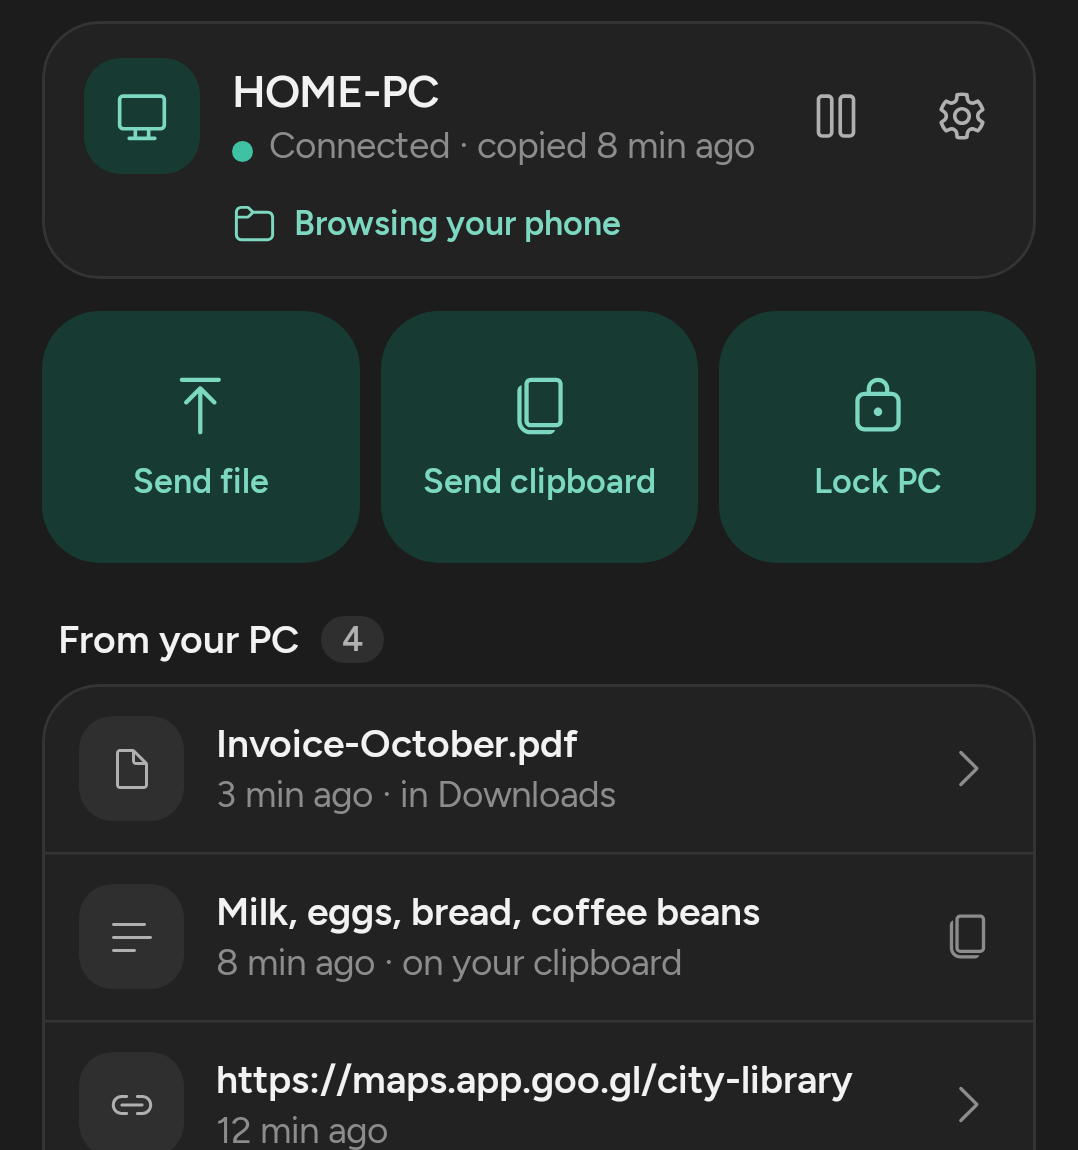 HOME-PC
Connected · copied 8 min ago
Browsing your phone
Send file
Send clipboard
Lock PC
From your PC 4
Invoice-October.pdf
3 min ago · in Downloads
Milk, eggs, bread, coffee beans
8 min ago · on your clipboard
https://maps.app.goo.gl/city-library
12 min ago